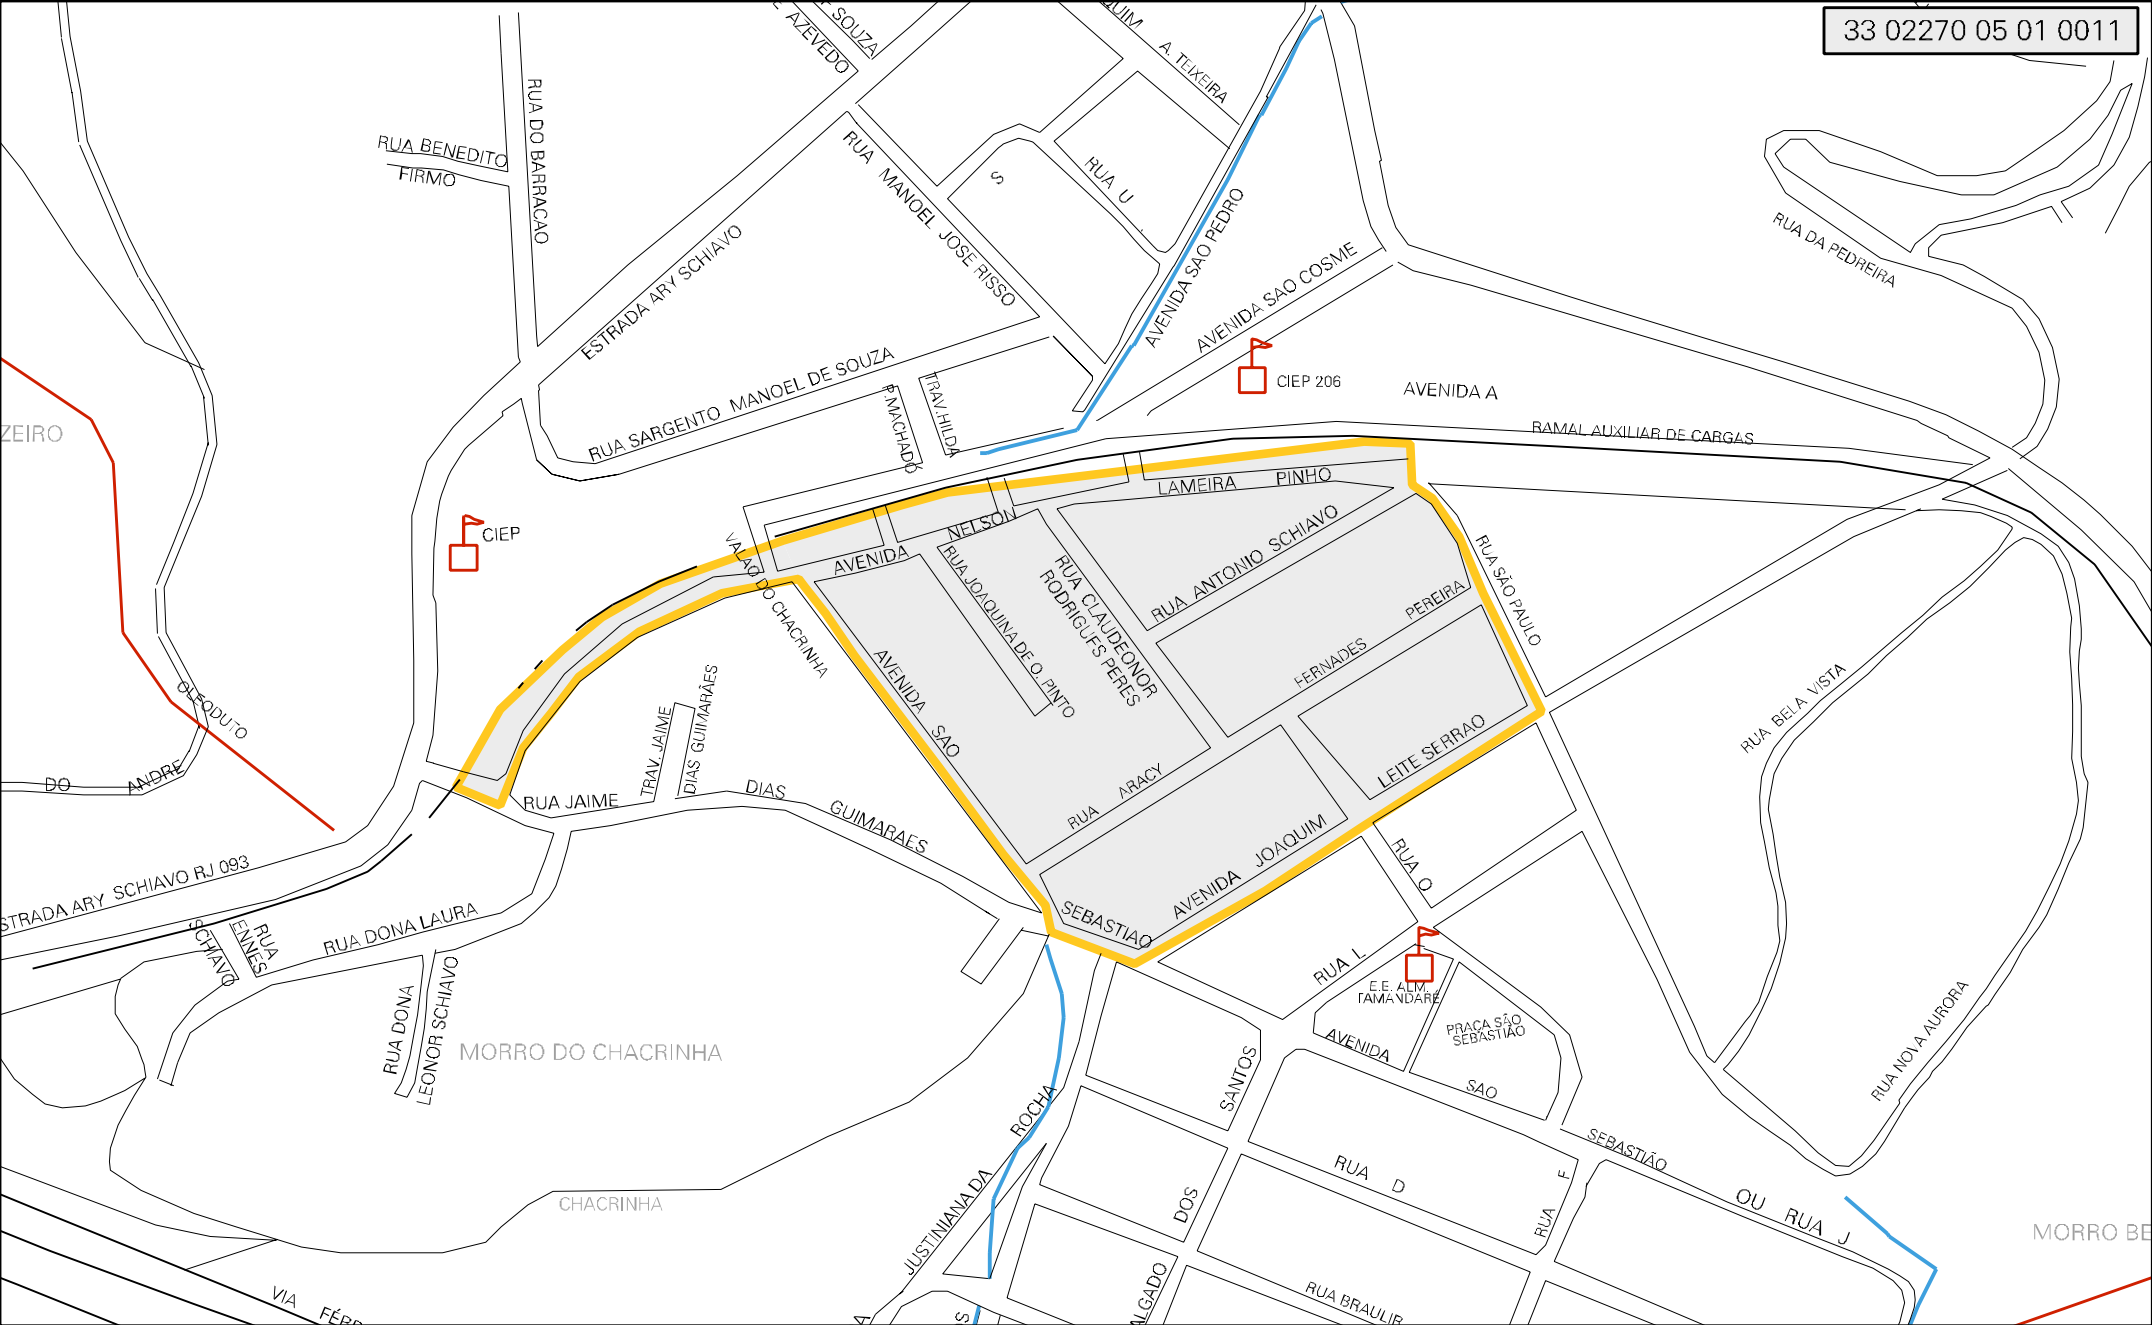 33 02270 05 01 0011
SOUZA
AZEVEDO
QUIM
A. TEIXEIRA
RUA BENEDITO
FIRMO
RUA DO BARRACAO
RUA MANOEL JOSE RISSO
S
RUA U
AVENIDA SAO PEDRO
ESTRADA ARY SCHIAVO
AVENIDA SAO COSME
RUA DA PEDREIRA
CIEP 206
AVENIDA A
RUA SARGENTO MANOEL DE SOUZA
P.MACHADO
TRAV.HILDA
RAMAL AUXILIAR DE CARGAS
ZEIRO
CIEP
LAMEIRA PINHO
AVENIDA NELSON
VALAO DO CHACRINHA
RUA JOAQUINA DE O. PINTO
RUA CLAUDEONOR
RODRIGUFS PERES
RUA ANTONIO SCHIAVO
RUA SÃO PAULO
FERNADES PEREIRA
AVENIDA SAO
OLEODUTO
TRAV. JAIME
DIAS GUIMARÃES
RUA BELA VISTA
LEITE SERRAO
DO ANDRE
RUA JAIME DIAS GUIMARAES
RUA ARACY
AVENIDA JOAQUIM
RUA O
STRADA ARY SCHIAVO RJ 093
SEBASTIAO
RUA DONA LAURA
RUA
ENNES
SCHIAVO
RUA L
E.E. ALM.
TAMANDARÉ
PRAÇA SÃO
SEBASTIÃO
RUA DONA
LEONOR SCHIAVO
MORRO DO CHACRINHA
AVENIDA SAO
SEBASTIÃO
OU RUA J
RUA NOVA AURORA
JUSTINIANA DA ROCHA
SANTOS
DOS
ALGADO
RUA D
RUA F
CHACRINHA
MORRO BE
VIA FÉRR
RUA BRAULIR
A
S